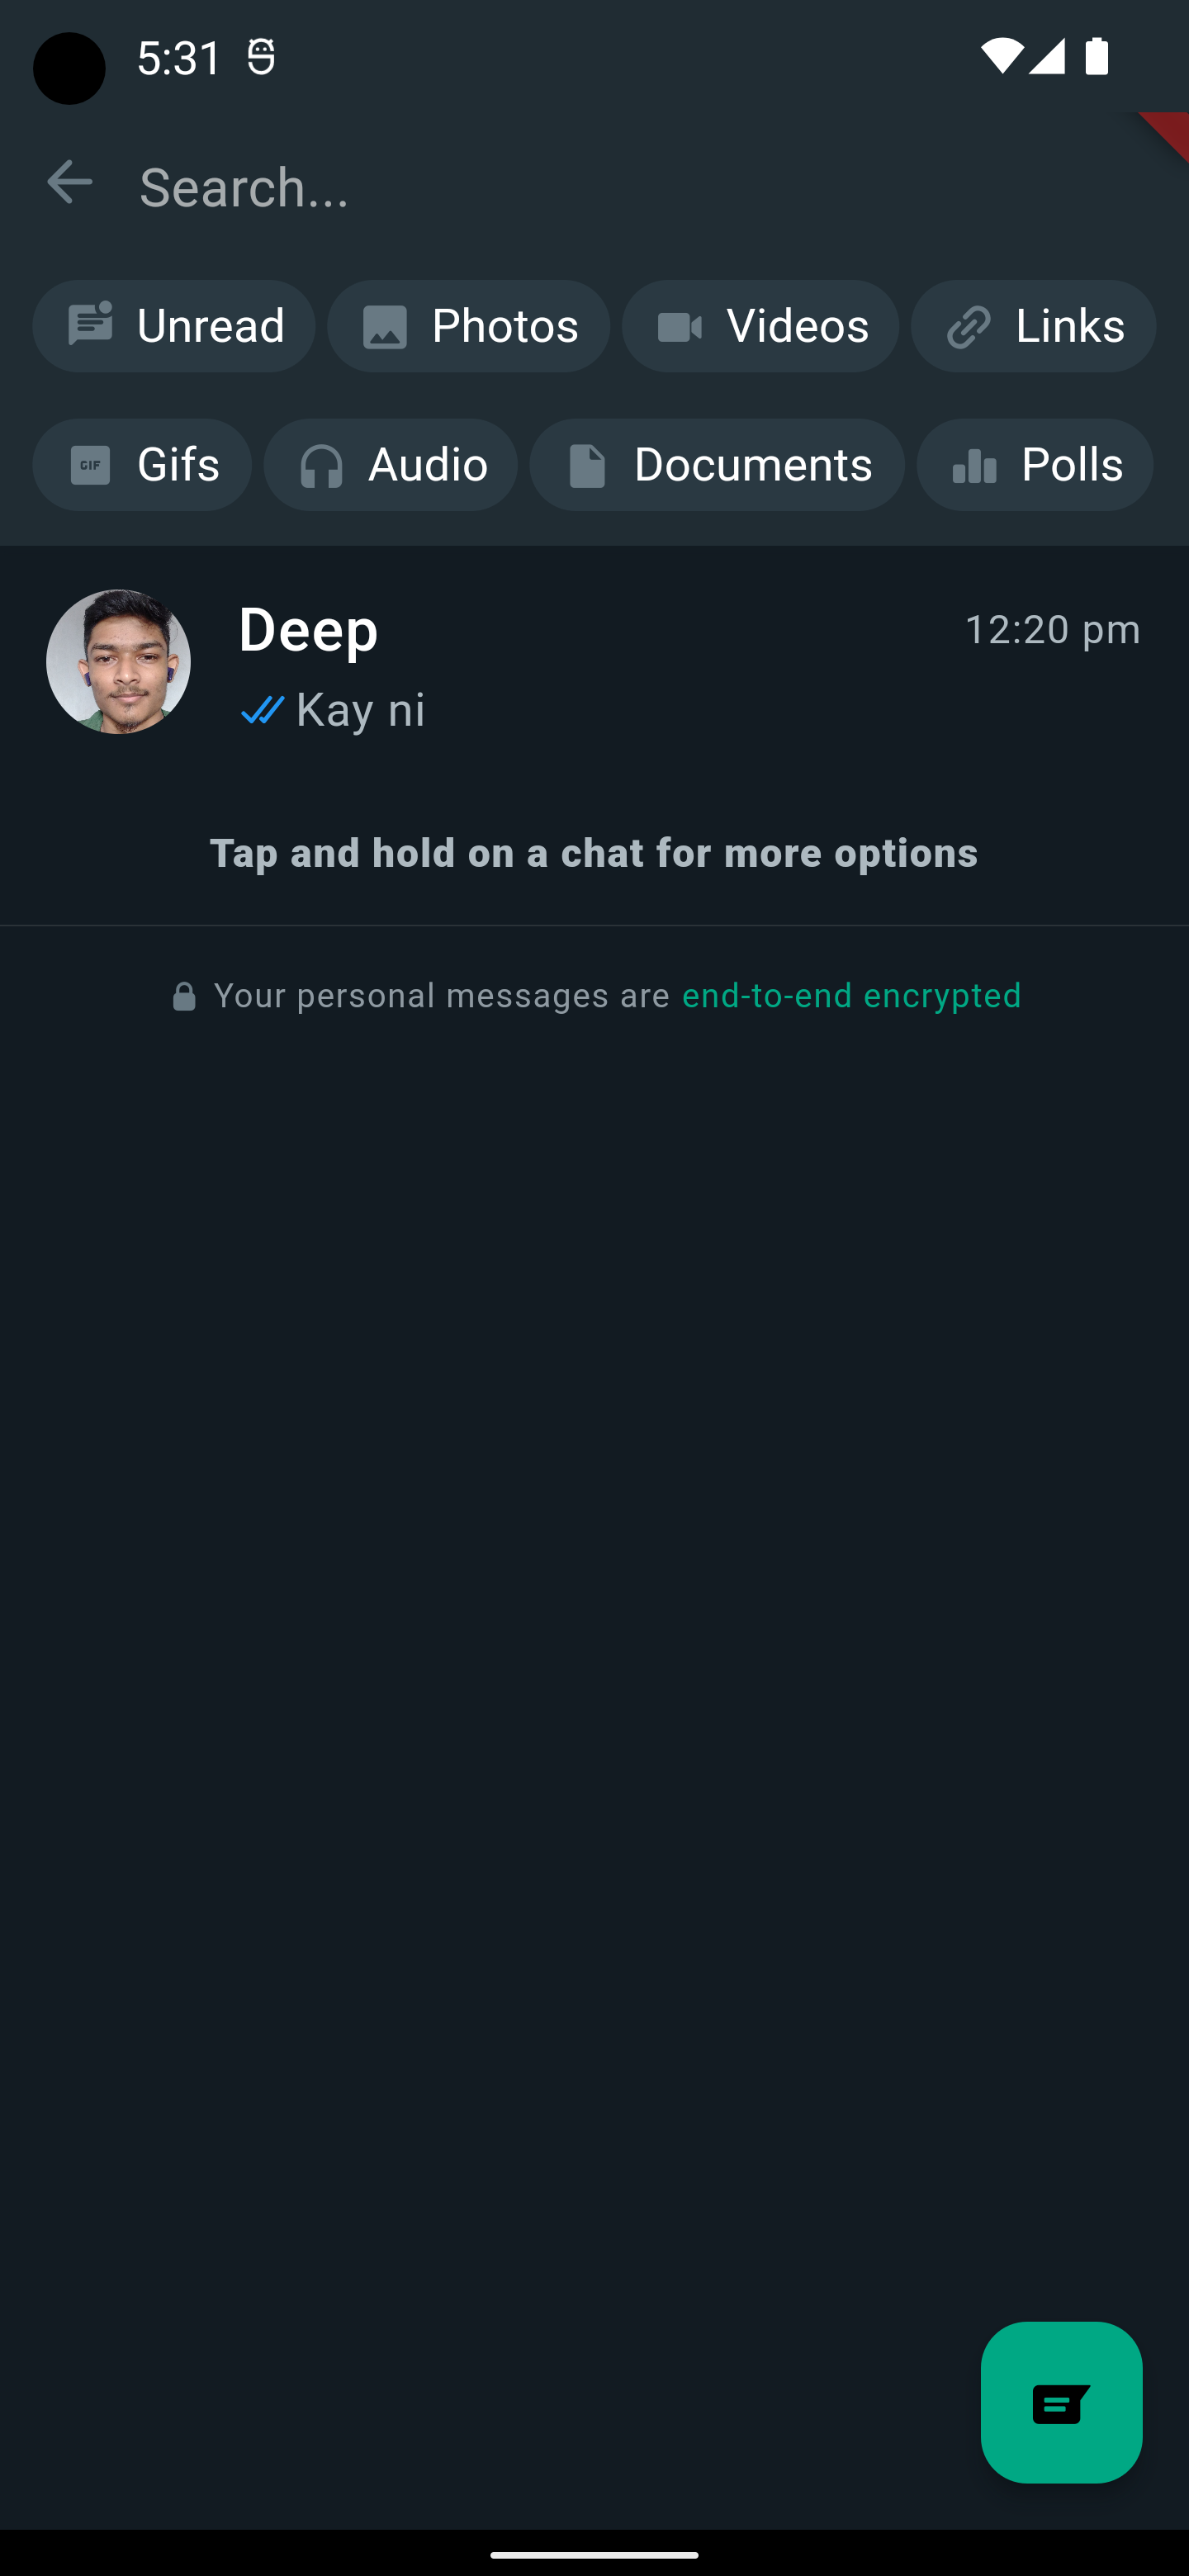 5:31
Search...
Unread Photos Videos Links
GIF Gifs Audio Documents Polls
Deep 12:20 pm
Kay ni
Tap and hold on a chat for more options
Your personal messages are end-to-end encrypted